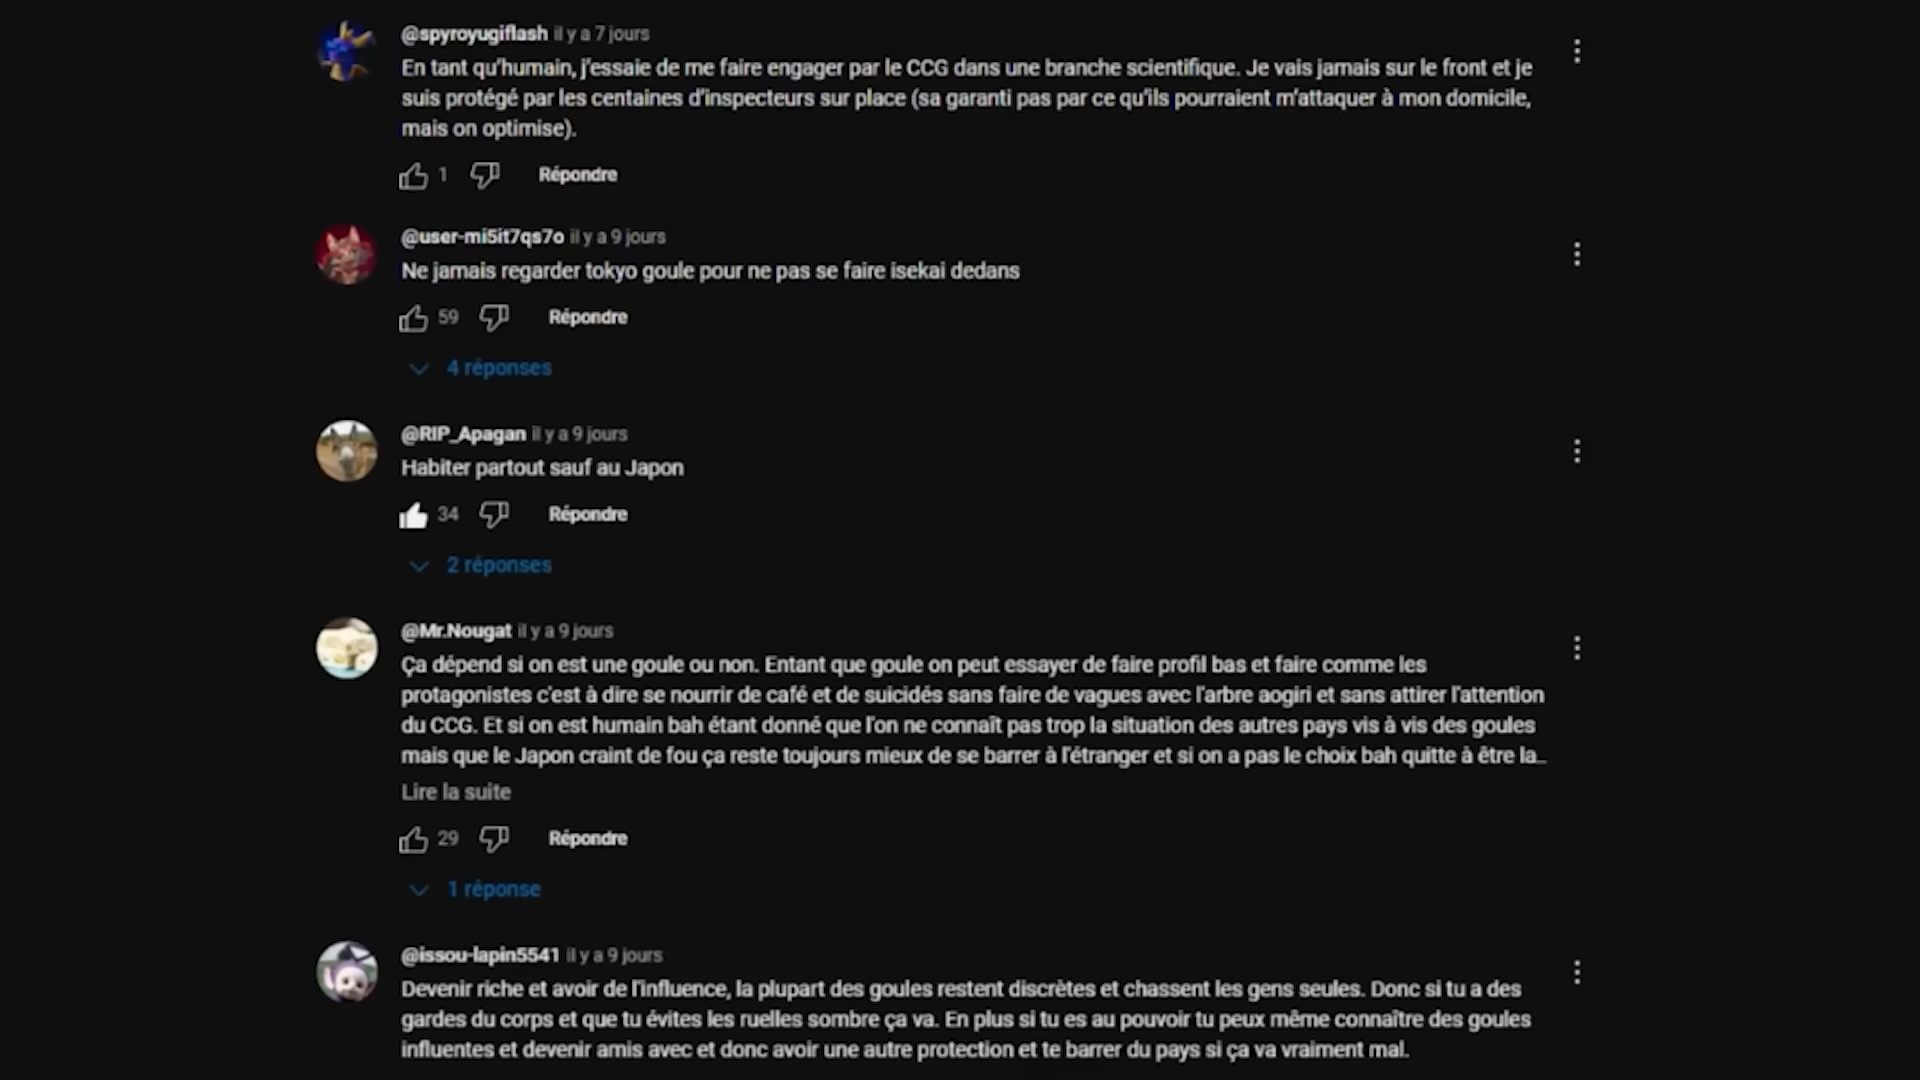 @spyroyugiflash il y a 7 jours
En tant qu'humain, j'essaie de me faire engager par le CCG dans une branche scientifique. Je vais jamais sur le front et je
suis protégé par les centaines d'inspecteurs sur place (sa garanti pas par ce qu'ils pourraient m'attaquer à mon domicile,
mais on optimise).
1 Répondre
@user-mi5it7qs7o il y a 9 jours
Ne jamais regarder tokyo goule pour ne pas se faire isekai dedans
59 Répondre
4 réponses
@RIP_Apagan il y a 9 jours
Habiter partout sauf au Japon
34 Répondre
2 réponses
@Mr.Nougat il y a 9 jours
Ça dépend si on est une goule ou non. Entant que goule on peut essayer de faire profil bas et faire comme les
protagonistes c'est à dire se nourrir de café et de suicidés sans faire de vagues avec l'arbre aogiri et sans attirer l'attention
du CCG. Et si on est humain bah étant donné que l'on ne connaît pas trop la situation des autres pays vis à vis des goules
mais que le Japon craint de fou ça reste toujours mieux de se barrer à l'étranger et si on a pas le choix bah quitte à être la…
Lire la suite
29 Répondre
1 réponse
@issou-lapin5541 il y a 9 jours
Devenir riche et avoir de l'influence, la plupart des goules restent discrètes et chassent les gens seules. Donc si tu a des
gardes du corps et que tu évites les ruelles sombre ça va. En plus si tu es au pouvoir tu peux même connaître des goules
influentes et devenir amis avec et donc avoir une autre protection et te barrer du pays si ça va vraiment mal.